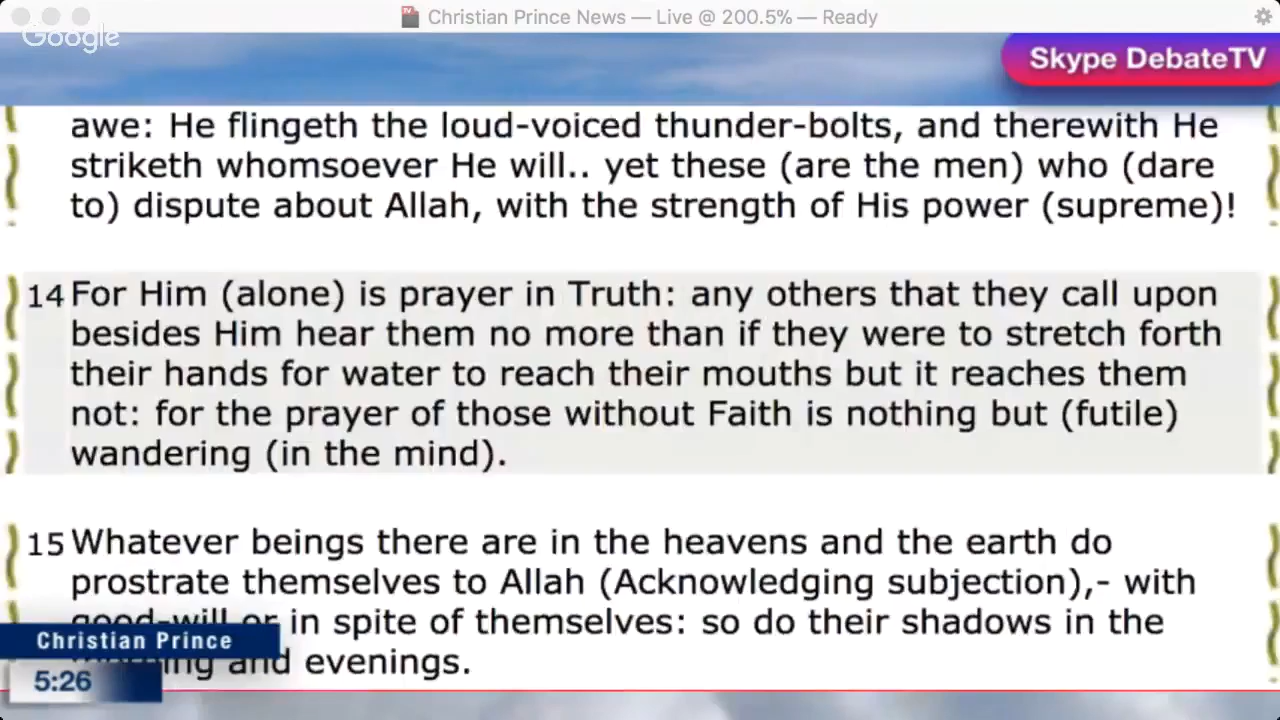 Christian Prince News — Live @ 200.5% — Ready
Google
Skype DebateTV
awe: He flingeth the loud-voiced thunder-bolts, and therewith He
striketh whomsoever He will.. yet these (are the men) who (dare
to) dispute about Allah, with the strength of His power (supreme)!
14 For Him (alone) is prayer in Truth: any others that they call upon
besides Him hear them no more than if they were to stretch forth
their hands for water to reach their mouths but it reaches them
not: for the prayer of those without Faith is nothing but (futile)
wandering (in the mind).
15 Whatever beings there are in the heavens and the earth do
prostrate themselves to Allah (Acknowledging subjection),- with
good-will or in spite of themselves: so do their shadows in the
and evenings.
Christian Prince
5:26